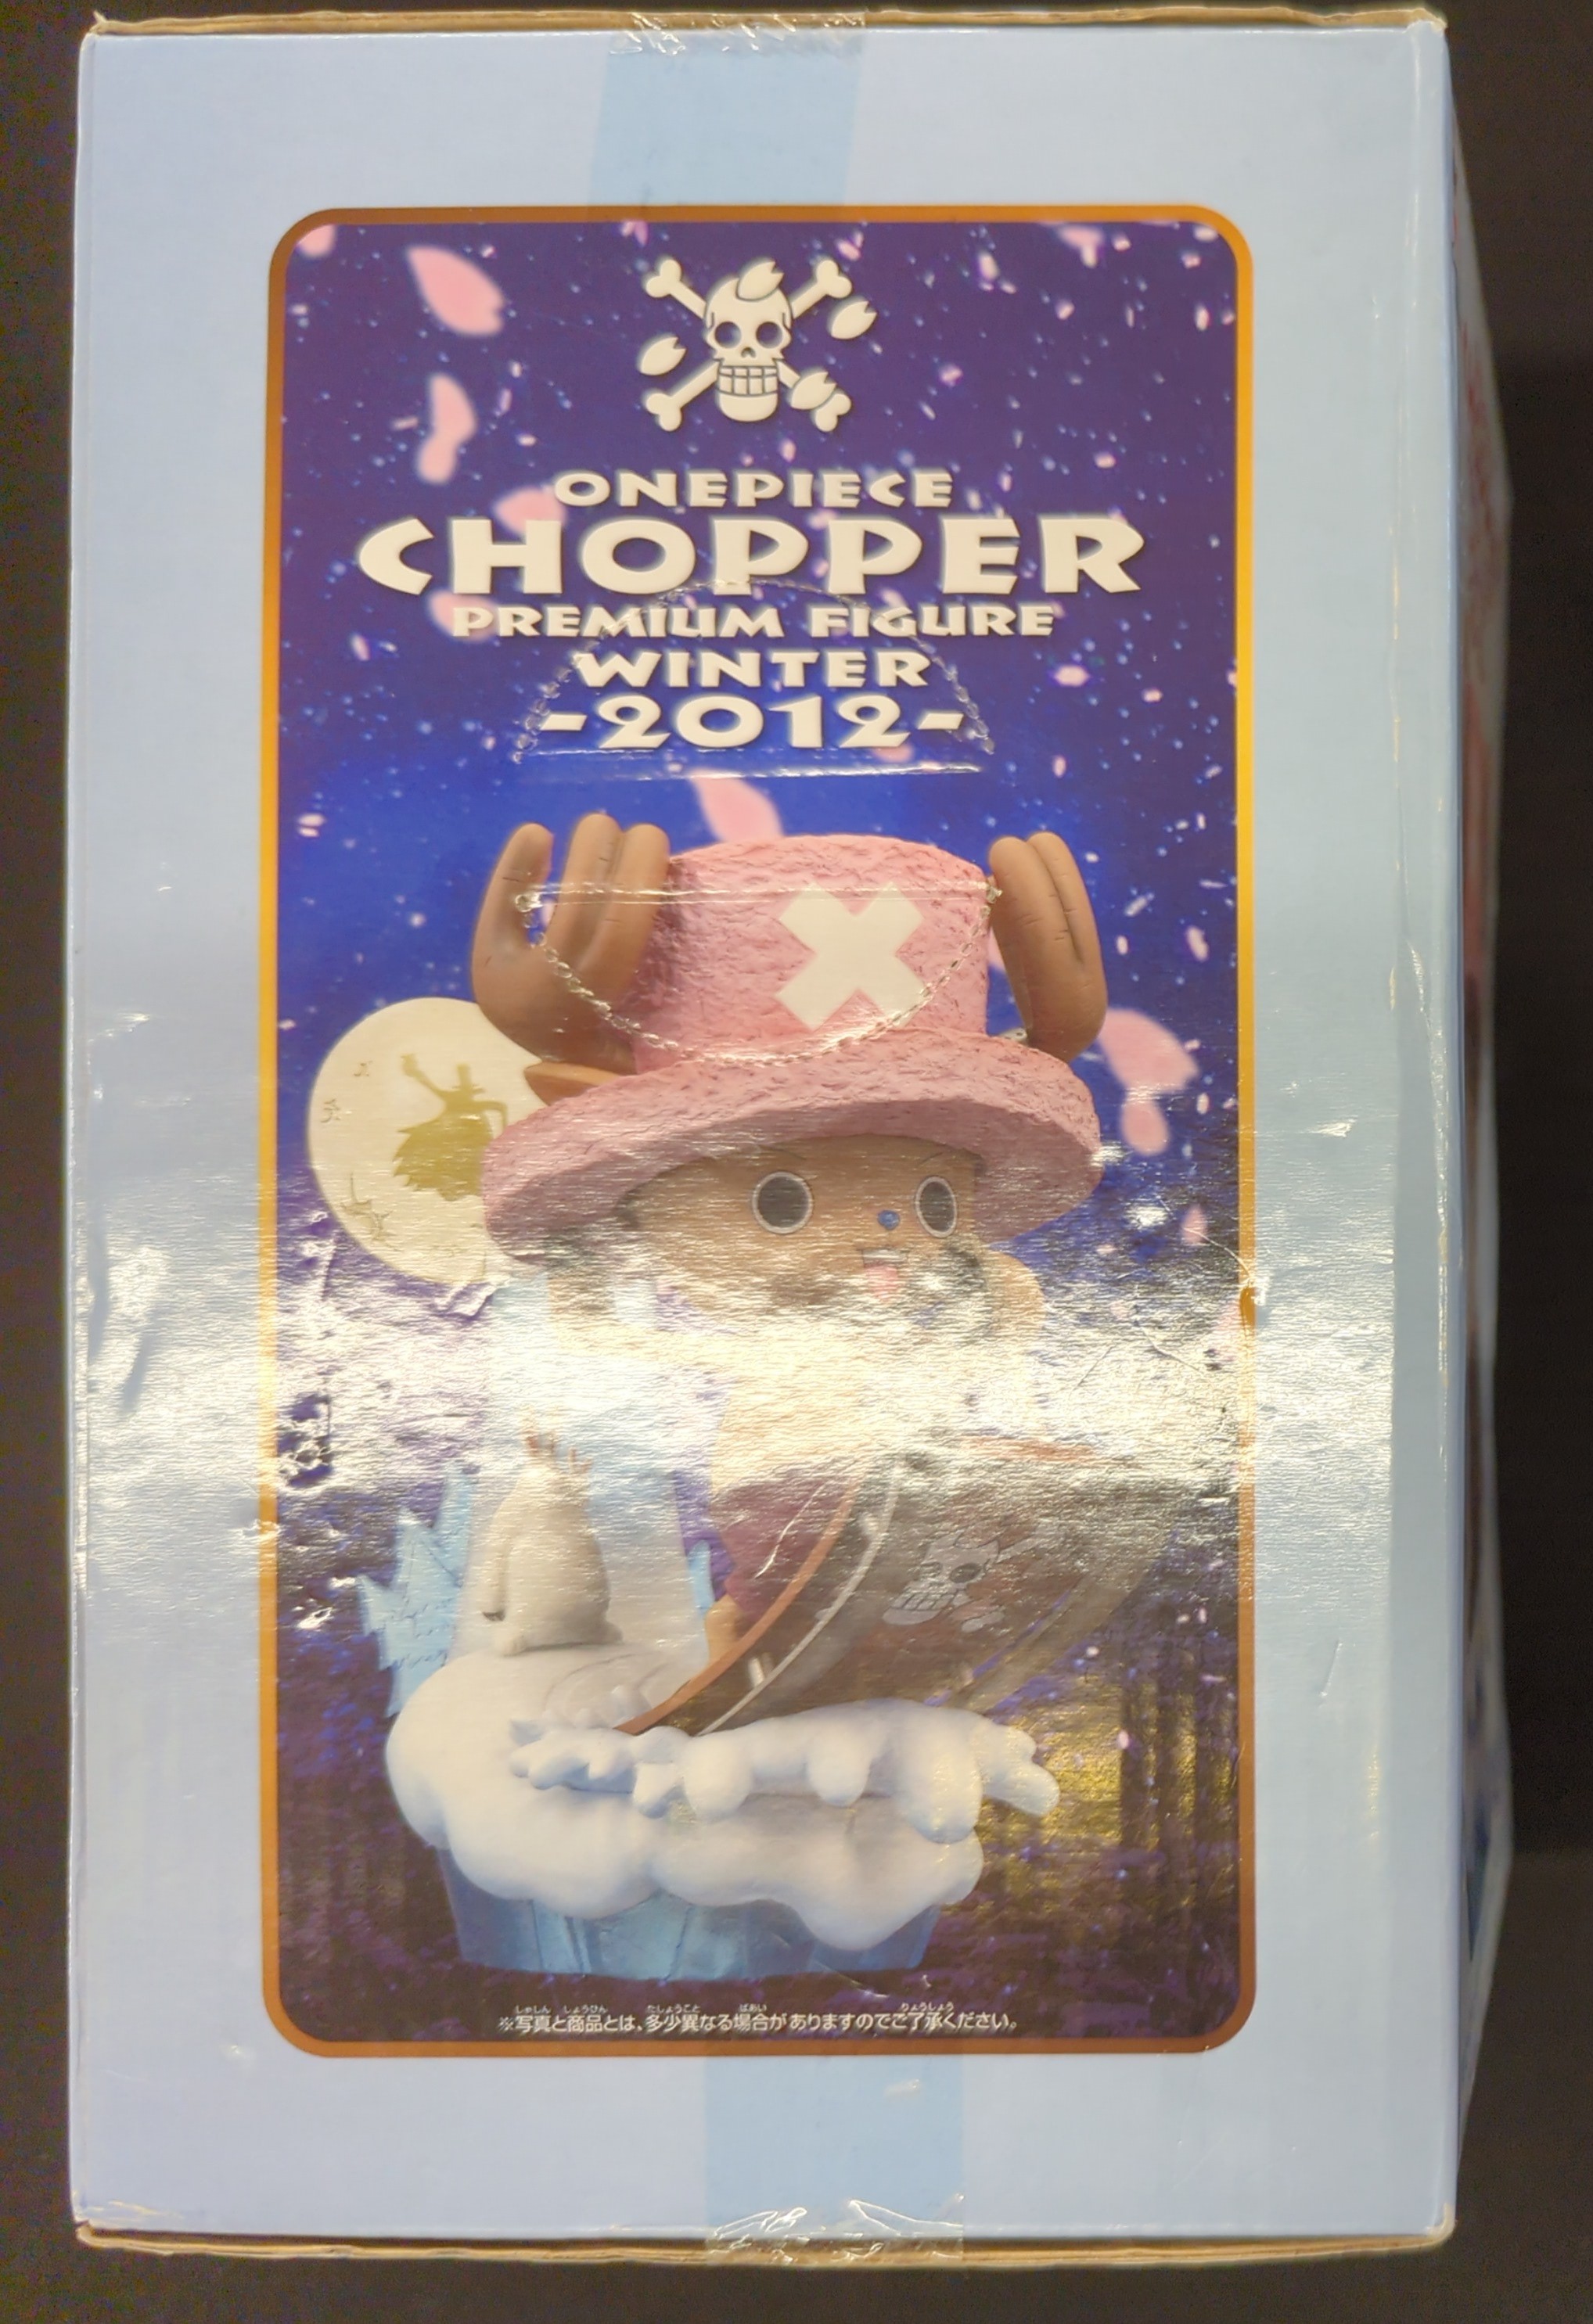 ONEPIECE
CHOPPER
PREMIUM FIGURE
WINTER
-2012-
※写真と商品とは、多少異なる場合がありますのでご了承ください。